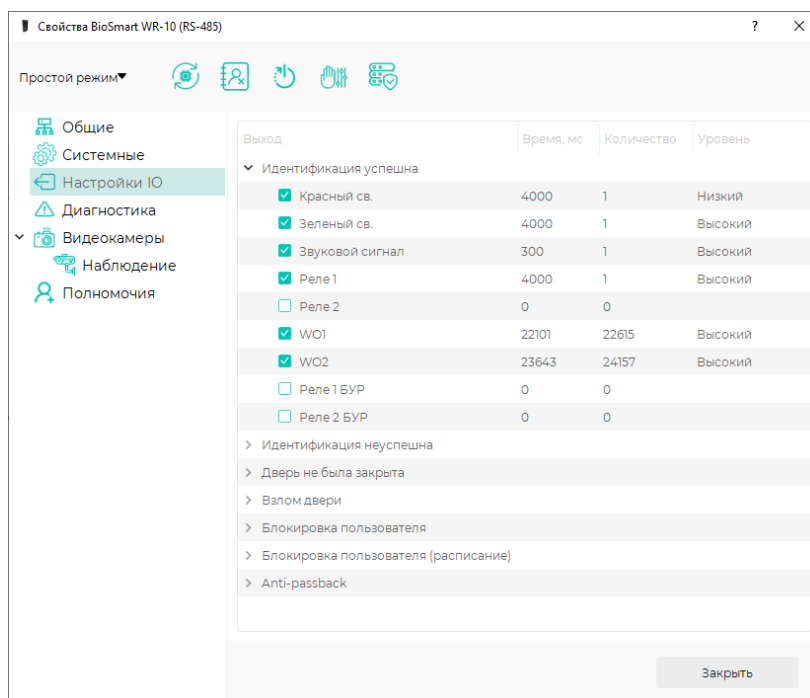 Свойства BioSmart WR-10 (RS-485)
?
Простой режим
Общие
Системные
Настройки IO
Диагностика
Видеокамеры
Наблюдение
Полномочия
Выход Время, мс Количество Уровень
Идентификация успешна
Красный св. 4000 1 Низкий
Зеленый св. 4000 1 Высокий
Звуковой сигнал 300 1 Высокий
Реле 1 4000 1 Высокий
Реле 2 0 0
WO1 22101 22615 Высокий
WO2 23643 24157 Высокий
Реле 1 БУР 0 0
Реле 2 БУР 0 0
Идентификация неуспешна
Дверь не была закрыта
Взлом двери
Блокировка пользователя
Блокировка пользователя (расписание)
Anti-passback
Закрыть